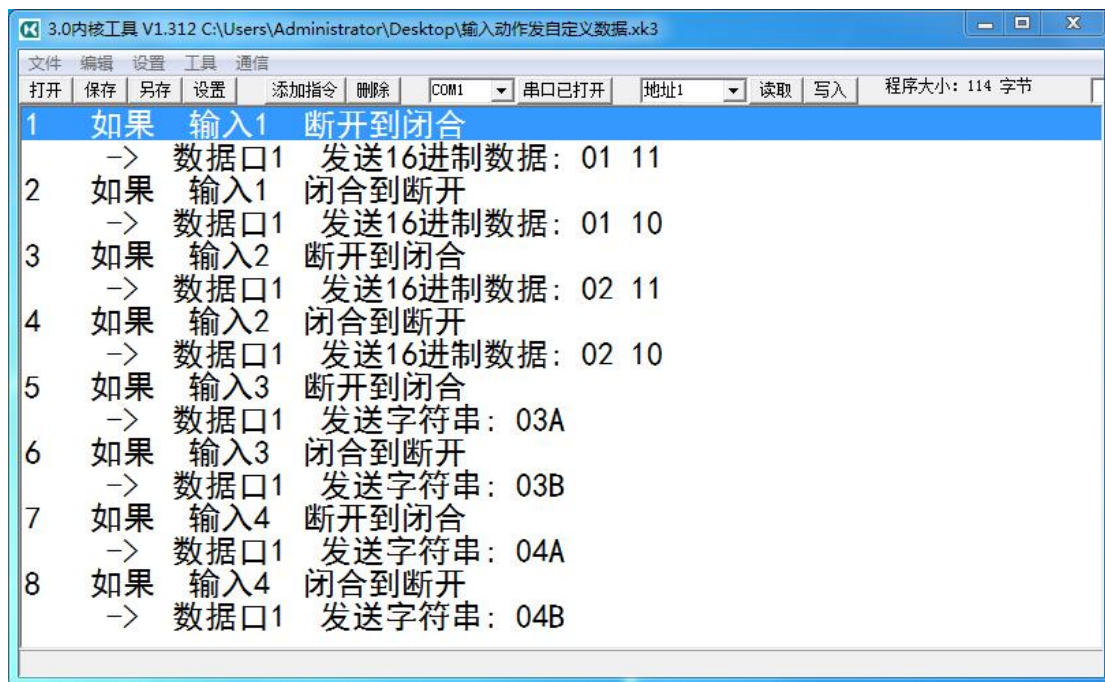 3.0内核工具 V1.312 C:\Users\Administrator\Desktop\输入动作发自定义数据.xk3
文件 编辑 设置 工具 通信
打开 保存 另存 设置 添加指令 删除 COM1 串口已打开 地址1 读取 写入 程序大小: 114 字节
1 如果 输入1 断开到闭合
-> 数据口1 发送16进制数据: 01 11
2 如果 输入1 闭合到断开
-> 数据口1 发送16进制数据: 01 10
3 如果 输入2 断开到闭合
-> 数据口1 发送16进制数据: 02 11
4 如果 输入2 闭合到断开
-> 数据口1 发送16进制数据: 02 10
5 如果 输入3 断开到闭合
-> 数据口1 发送字符串: 03A
6 如果 输入3 闭合到断开
-> 数据口1 发送字符串: 03B
7 如果 输入4 断开到闭合
-> 数据口1 发送字符串: 04A
8 如果 输入4 闭合到断开
-> 数据口1 发送字符串: 04B